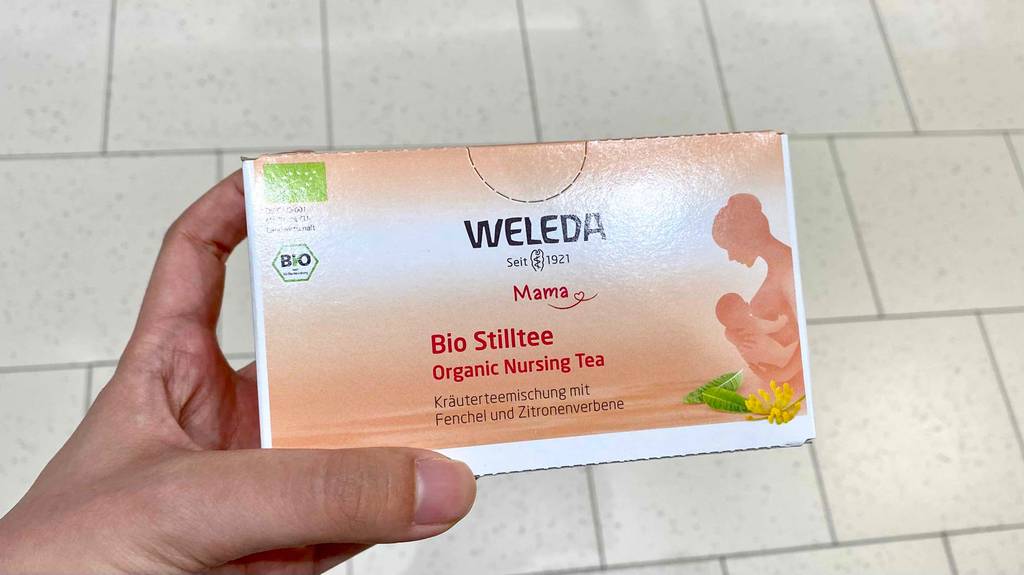 BIO
WELEDA
Seit 1921
Mama
Bio Stilltee
Organic Nursing Tea
Kräuterteemischung mit
Fenchel und Zitronenverbene